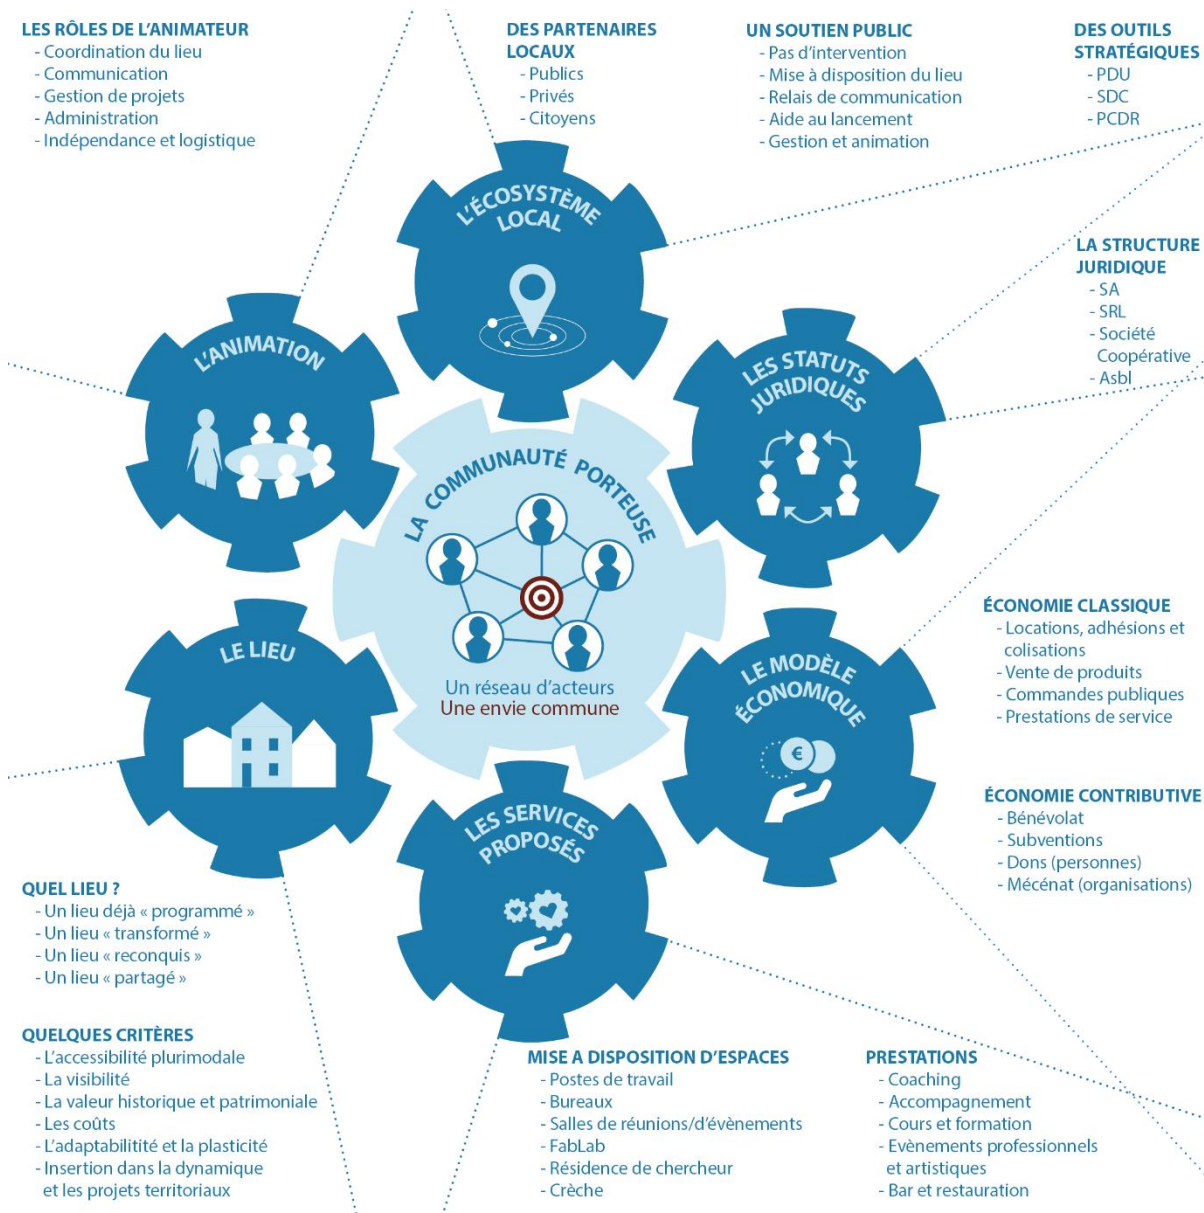 LES RÔLES DE L'ANIMATEUR
- Coordination du lieu
- Communication
- Gestion de projets
- Administration
- Indépendance et logistique
DES PARTENAIRES
LOCAUX
- Publics
- Privés
- Citoyens
UN SOUTIEN PUBLIC
- Pas d'intervention
- Mise à disposition du lieu
- Relais de communication
- Aide au lancement
- Gestion et animation
DES OUTILS
STRATÉGIQUES
- PDU
- SDC
- PCDR
L'ÉCOSYSTÈME
LOCAL
LA STRUCTURE
JURIDIQUE
- SA
- SRL
- Société
Coopérative
- Asbl
L'ANIMATION
LES STATUTS
JURIDIQUES
LA COMMUNAUTÉ PORTEUSE
Un réseau d'acteurs
Une envie commune
LE LIEU
LE MODÈLE
ÉCONOMIQUE
€
ÉCONOMIE CLASSIQUE
- Locations, adhésions et
colisations
- Vente de produits
- Commandes publiques
- Prestations de service
ÉCONOMIE CONTRIBUTIVE
- Bénévolat
- Subventions
- Dons (personnes)
- Mécénat (organisations)
LES SERVICES
PROPOSÉS
QUEL LIEU ?
- Un lieu déjà « programmé »
- Un lieu « transformé »
- Un lieu « reconquis »
- Un lieu « partagé »
QUELQUES CRITÈRES
- L'accessibilité plurimodale
- La visibilité
- La valeur historique et patrimoniale
- Les coûts
- L'adaptabilitité et la plasticité
- Insertion dans la dynamique
et les projets territoriaux
MISE A DISPOSITION D'ESPACES
- Postes de travail
- Bureaux
- Salles de réunions/d'évènements
- FabLab
- Résidence de chercheur
- Crèche
PRESTATIONS
- Coaching
- Accompagnement
- Cours et formation
- Evènements professionnels
et artistiques
- Bar et restauration